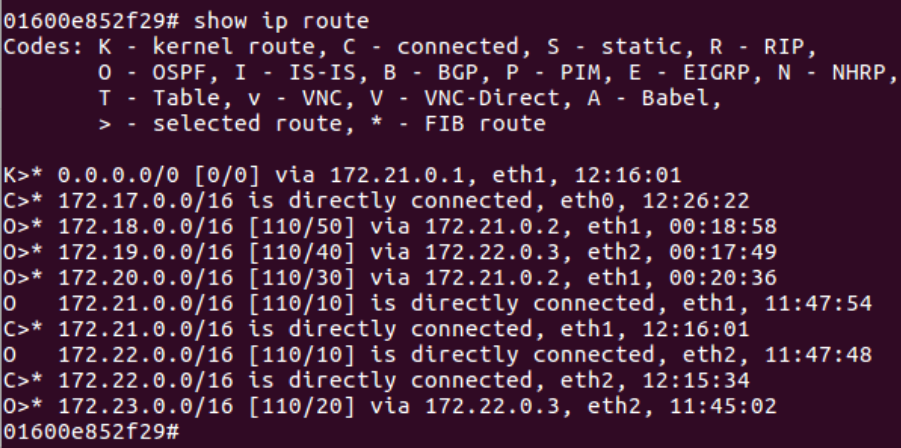 01600e852f29# show ip route
Codes: K - kernel route, C - connected, S - static, R - RIP,
       O - OSPF, I - IS-IS, B - BGP, P - PIM, E - EIGRP, N - NHRP,
       T - Table, v - VNC, V - VNC-Direct, A - Babel,
       > - selected route, * - FIB route

K>* 0.0.0.0/0 [0/0] via 172.21.0.1, eth1, 12:16:01
C>* 172.17.0.0/16 is directly connected, eth0, 12:26:22
O>* 172.18.0.0/16 [110/50] via 172.21.0.2, eth1, 00:18:58
O>* 172.19.0.0/16 [110/40] via 172.22.0.3, eth2, 00:17:49
O>* 172.20.0.0/16 [110/30] via 172.21.0.2, eth1, 00:20:36
O   172.21.0.0/16 [110/10] is directly connected, eth1, 11:47:54
C>* 172.21.0.0/16 is directly connected, eth1, 12:16:01
O   172.22.0.0/16 [110/10] is directly connected, eth2, 11:47:48
C>* 172.22.0.0/16 is directly connected, eth2, 12:15:34
O>* 172.23.0.0/16 [110/20] via 172.22.0.3, eth2, 11:45:02
01600e852f29#